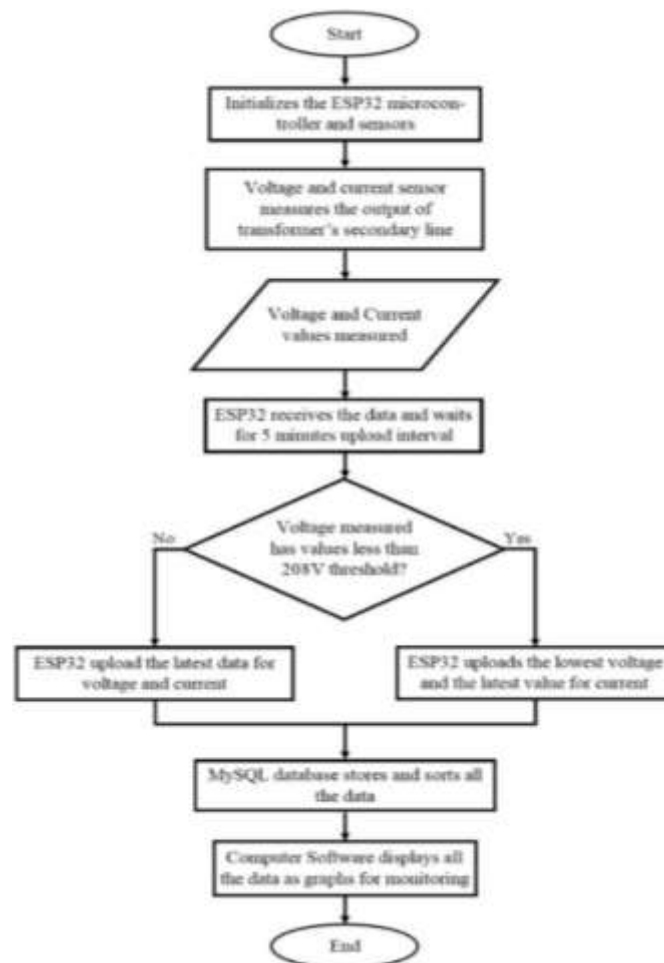 Start
Initializes the ESP32 microcon-
troller and sensors
Voltage and current sensor
measures the output of
transformer's secondary line
Voltage and Current
values measured
ESP32 receives the data and waits
for 5 minutes upload interval
No
Voltage measured
has values less than
208V threshold?
Yes
ESP32 upload the latest data for
voltage and current
ESP32 uploads the lowest voltage
and the latest value for current
MySQL database stores and sorts all
the data
Computer Software displays all
the data as graphs for monitoring
End